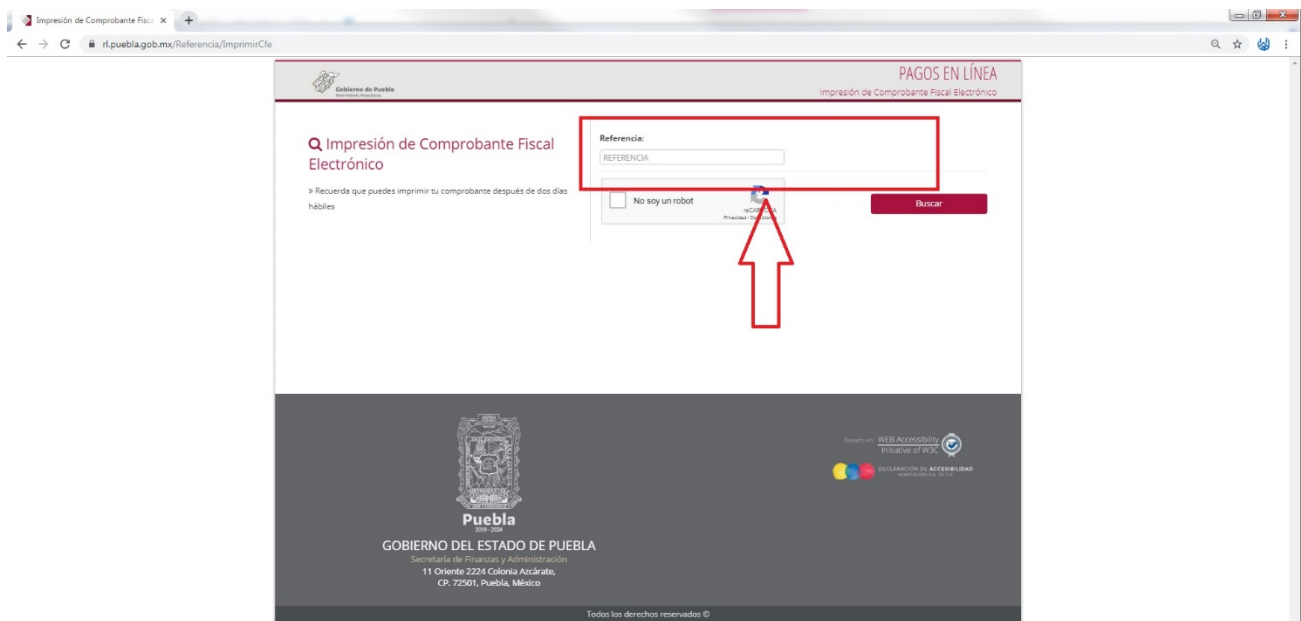 Impresión de Comprobante Fisca
rl.puebla.gob.mx/Referencia/ImprimirCfe
Gobierno de Puebla
PAGOS EN LÍNEA
Impresión de Comprobante Fiscal Electrónico
Impresión de Comprobante Fiscal
Electrónico
» Recuerda que puedes imprimir tu comprobante después de dos días
hábiles
Referencia:
REFERENCIA
No soy un robot
Buscar
Puebla
2019 - 2024
GOBIERNO DEL ESTADO DE PUEBLA
Secretaría de Finanzas y Administración
11 Oriente 2224 Colonia Azcárate,
CP. 72501, Puebla, México
Basado en: WEB Accessibility
Initiative of W3C
DECLARACIÓN DE ACCESIBILIDAD
Todos los derechos reservados ©